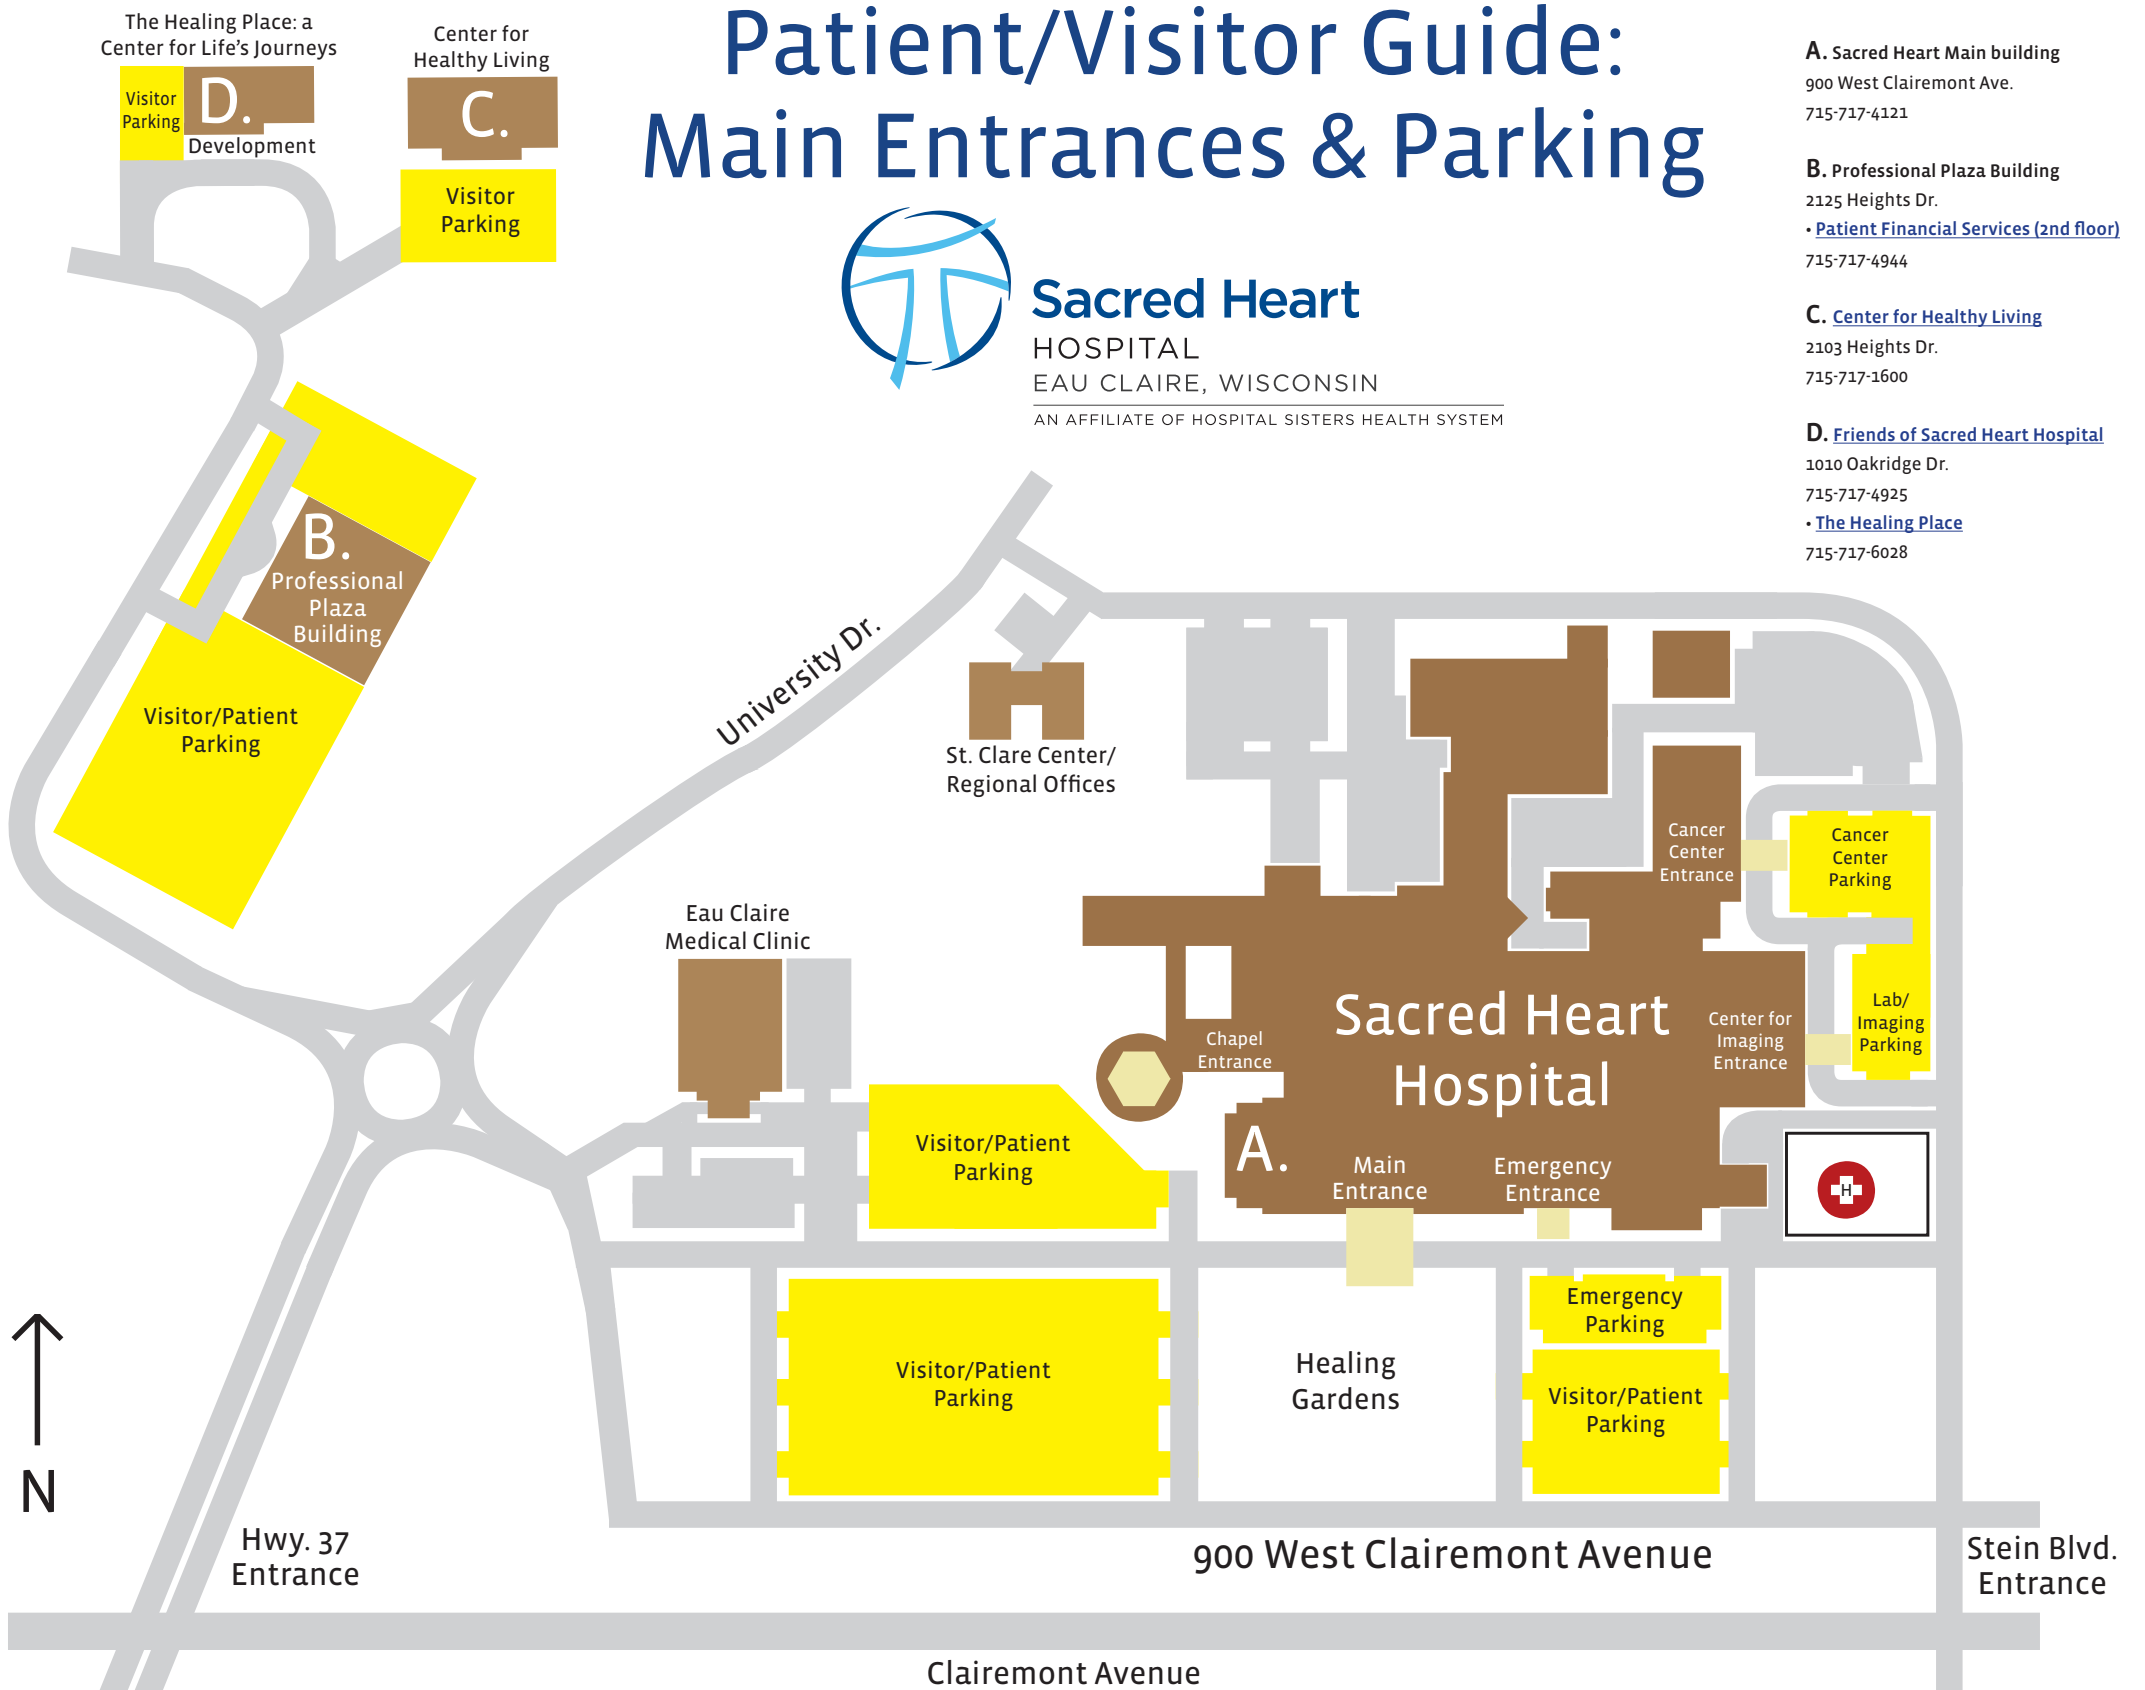 Patient/Visitor Guide:
Main Entrances & Parking
Sacred Heart
HOSPITAL
EAU CLAIRE, WISCONSIN
AN AFFILIATE OF HOSPITAL SISTERS HEALTH SYSTEM
A. Sacred Heart Main building
900 West Clairemont Ave.
715-717-4121
B. Professional Plaza Building
2125 Heights Dr.
• Patient Financial Services (2nd floor)
715-717-4944
C. Center for Healthy Living
2103 Heights Dr.
715-717-1600
D. Friends of Sacred Heart Hospital
1010 Oakridge Dr.
715-717-4925
• The Healing Place
715-717-6028
The Healing Place: a
Center for Life's Journeys
Visitor
Parking
D.
Development
Center for
Healthy Living
C.
Visitor
Parking
B.
Professional
Plaza
Building
Visitor/Patient
Parking
University Dr.
St. Clare Center/
Regional Offices
Eau Claire
Medical Clinic
Cancer
Center
Entrance
Cancer
Center
Parking
Sacred Heart
Hospital
Chapel
Entrance
Center for
Imaging
Entrance
Lab/
Imaging
Parking
A.
Main
Entrance
Emergency
Entrance
H
Visitor/Patient
Parking
Visitor/Patient
Parking
Healing
Gardens
Emergency
Parking
Visitor/Patient
Parking
N
Hwy. 37
Entrance
900 West Clairemont Avenue
Stein Blvd.
Entrance
Clairemont Avenue